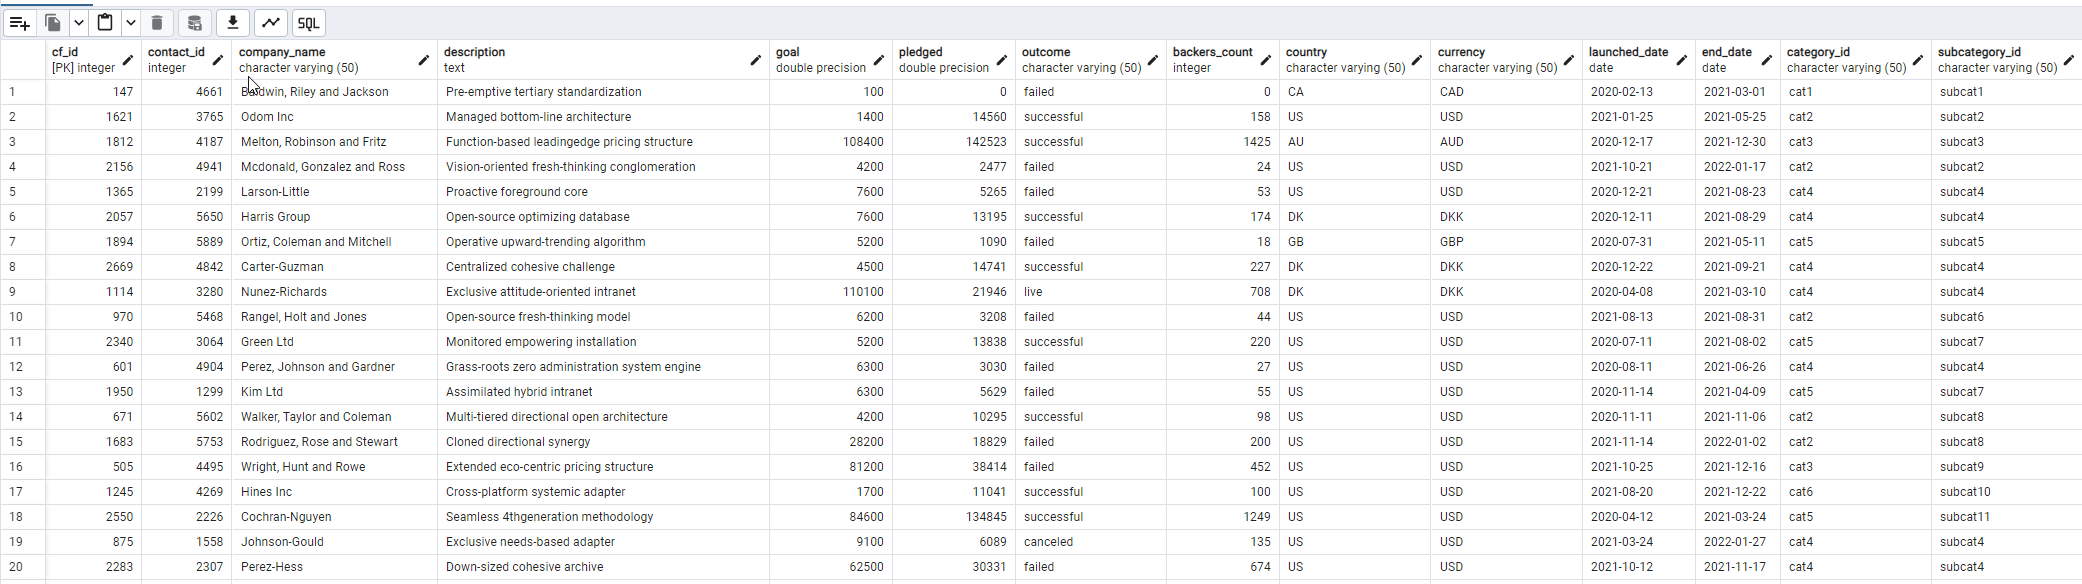 SQL
cf_id contact_id company_name description goal pledged outcome backers_count country currency launched_date end_date category_id subcategory_id
[PK] integer integer character varying (50) text double precision double precision character varying (50) integer character varying (50) character varying (50) date date character varying (50) character varying (50)
1 147 4661 Baldwin, Riley and Jackson Pre-emptive tertiary standardization 100 0 failed 0 CA CAD 2020-02-13 2021-03-01 cat1 subcat1
2 1621 3765 Odom Inc Managed bottom-line architecture 1400 14560 successful 158 US USD 2021-01-25 2021-05-25 cat2 subcat2
3 1812 4187 Melton, Robinson and Fritz Function-based leadingedge pricing structure 108400 142523 successful 1425 AU AUD 2020-12-17 2021-12-30 cat3 subcat3
4 2156 4941 Mcdonald, Gonzalez and Ross Vision-oriented fresh-thinking conglomeration 4200 2477 failed 24 US USD 2021-10-21 2022-01-17 cat2 subcat2
5 1365 2199 Larson-Little Proactive foreground core 7600 5265 failed 53 US USD 2020-12-21 2021-08-23 cat4 subcat4
6 2057 5650 Harris Group Open-source optimizing database 7600 13195 successful 174 DK DKK 2020-12-11 2021-08-29 cat4 subcat4
7 1894 5889 Ortiz, Coleman and Mitchell Operative upward-trending algorithm 5200 1090 failed 18 GB GBP 2020-07-31 2021-05-11 cat5 subcat5
8 2669 4842 Carter-Guzman Centralized cohesive challenge 4500 14741 successful 227 DK DKK 2020-12-22 2021-09-21 cat4 subcat4
9 1114 3280 Nunez-Richards Exclusive attitude-oriented intranet 110100 21946 live 708 DK DKK 2020-04-08 2021-03-10 cat4 subcat4
10 970 5468 Rangel, Holt and Jones Open-source fresh-thinking model 6200 3208 failed 44 US USD 2021-08-13 2021-08-31 cat2 subcat6
11 2340 3064 Green Ltd Monitored empowering installation 5200 13838 successful 220 US USD 2020-07-11 2021-08-02 cat5 subcat7
12 601 4904 Perez, Johnson and Gardner Grass-roots zero administration system engine 6300 3030 failed 27 US USD 2020-08-11 2021-06-26 cat4 subcat4
13 1950 1299 Kim Ltd Assimilated hybrid intranet 6300 5629 failed 55 US USD 2020-11-14 2021-04-09 cat5 subcat7
14 671 5602 Walker, Taylor and Coleman Multi-tiered directional open architecture 4200 10295 successful 98 US USD 2020-11-11 2021-11-06 cat2 subcat8
15 1683 5753 Rodriguez, Rose and Stewart Cloned directional synergy 28200 18829 failed 200 US USD 2021-11-14 2022-01-02 cat2 subcat8
16 505 4495 Wright, Hunt and Rowe Extended eco-centric pricing structure 81200 38414 failed 452 US USD 2021-10-25 2021-12-16 cat3 subcat9
17 1245 4269 Hines Inc Cross-platform systemic adapter 1700 11041 successful 100 US USD 2021-08-20 2021-12-22 cat6 subcat10
18 2550 2226 Cochran-Nguyen Seamless 4thgeneration methodology 84600 134845 successful 1249 US USD 2020-04-12 2021-03-24 cat5 subcat11
19 875 1558 Johnson-Gould Exclusive needs-based adapter 9100 6089 canceled 135 US USD 2021-03-24 2022-01-27 cat4 subcat4
20 2283 2307 Perez-Hess Down-sized cohesive archive 62500 30331 failed 674 US USD 2021-10-12 2021-11-17 cat4 subcat4